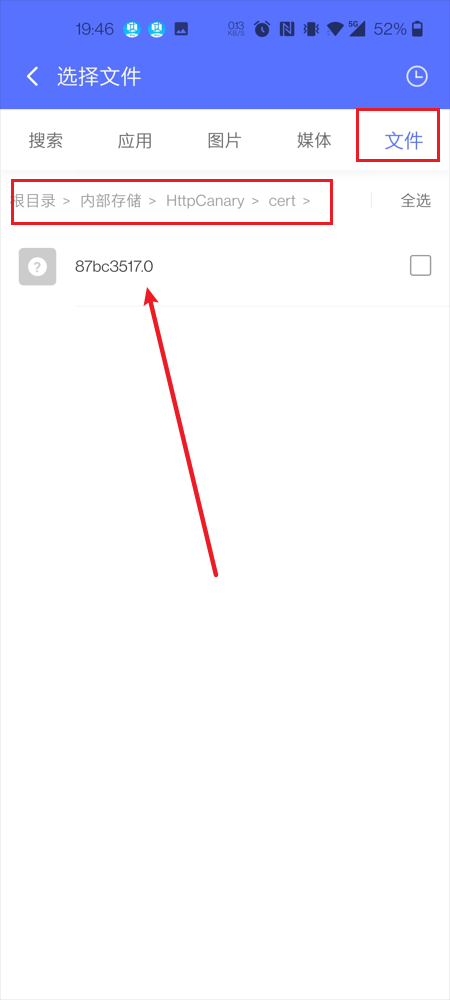 19:46 0.13 KB/S 5G 52%
选择文件
搜索 应用 图片 媒体 文件
根目录 > 内部存储 > HttpCanary > cert > 全选
87bc3517.0